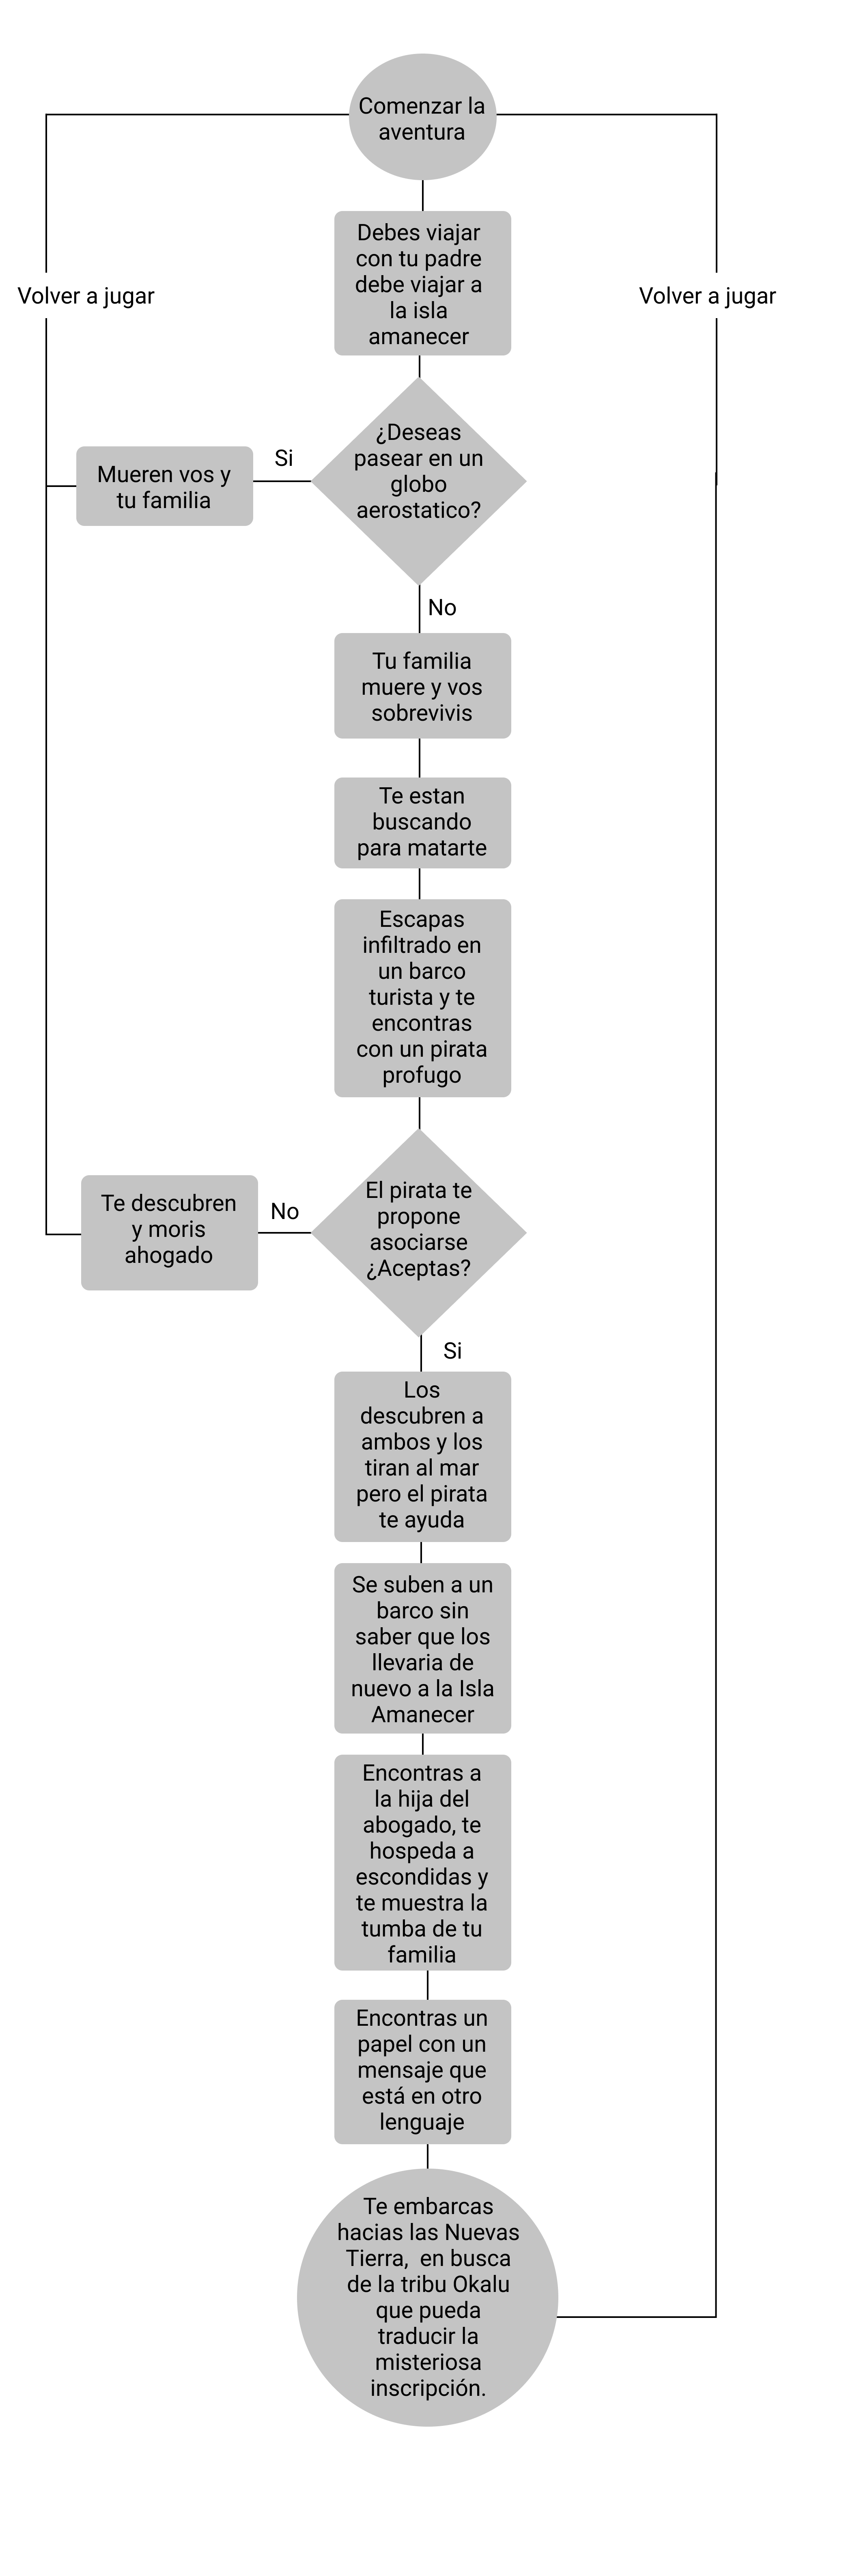 Comenzar la
aventura
Debes viajar
con tu padre
debe viajar a
la isla
amanecer
Volver a jugar
Volver a jugar
¿Deseas
pasear en un
globo
aerostatico?
Si
Mueren vos y
tu familia
No
Tu familia
muere y vos
sobrevivis
Te estan
buscando
para matarte
Escapas
infiltrado en
un barco
turista y te
encontras
con un pirata
profugo
El pirata te
propone
asociarse
¿Aceptas?
No
Te descubren
y moris
ahogado
Si
Los
descubren a
ambos y los
tiran al mar
pero el pirata
te ayuda
Se suben a un
barco sin
saber que los
llevaria de
nuevo a la Isla
Amanecer
Encontras a
la hija del
abogado, te
hospeda a
escondidas y
te muestra la
tumba de tu
familia
Encontras un
papel con un
mensaje que
está en otro
lenguaje
Te embarcas
hacias las Nuevas
Tierra,  en busca
de la tribu Okalu
que pueda
traducir la
misteriosa
inscripción.